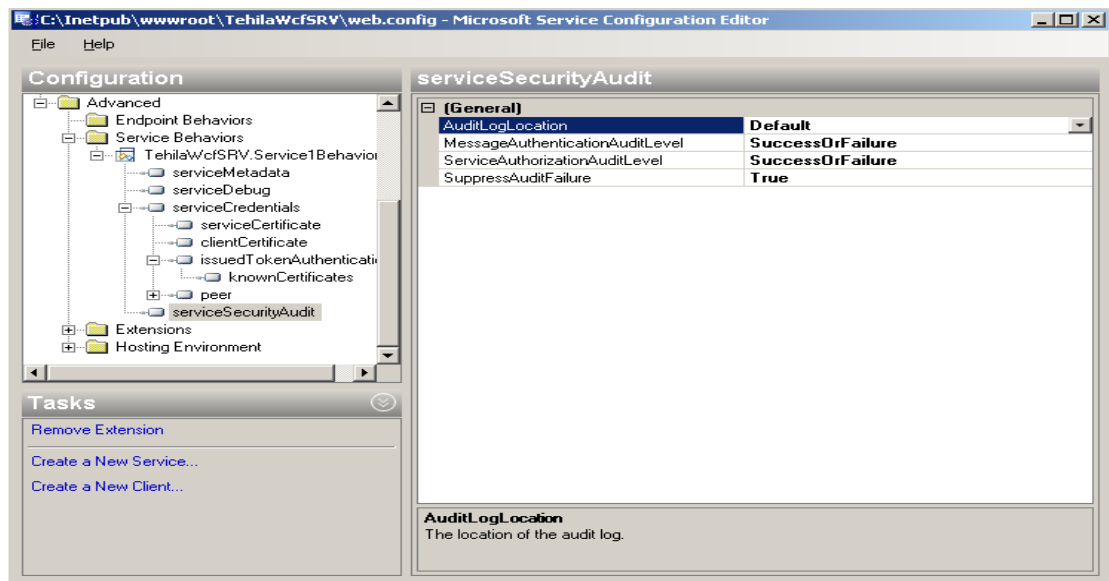 C:\Inetpub\wwwroot\TehilaWcfSRV\web.config - Microsoft Service Configuration Editor
File Help
Configuration
Advanced
Endpoint Behaviors
Service Behaviors
TehilaWcfSRV.Service1Behavior
serviceMetadata
serviceDebug
serviceCredentials
serviceCertificate
clientCertificate
issuedTokenAuthenticati
knownCertificates
peer
serviceSecurityAudit
Extensions
Hosting Environment
Tasks
Remove Extension
Create a New Service...
Create a New Client...
serviceSecurityAudit
(General)
AuditLogLocation Default
MessageAuthenticationAuditLevel SuccessOrFailure
ServiceAuthorizationAuditLevel SuccessOrFailure
SuppressAuditFailure True
AuditLogLocation
The location of the audit log.